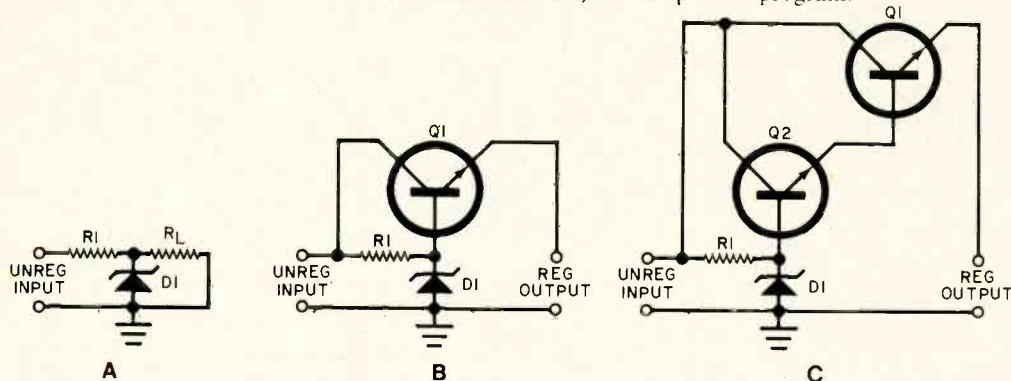 Q1
Q1
Q2
R1
RL
UNREG
INPUT
D1
A
R1
UNREG
INPUT
D1
REG
OUTPUT
B
R1
UNREG
INPUT
D1
REG
OUTPUT
C